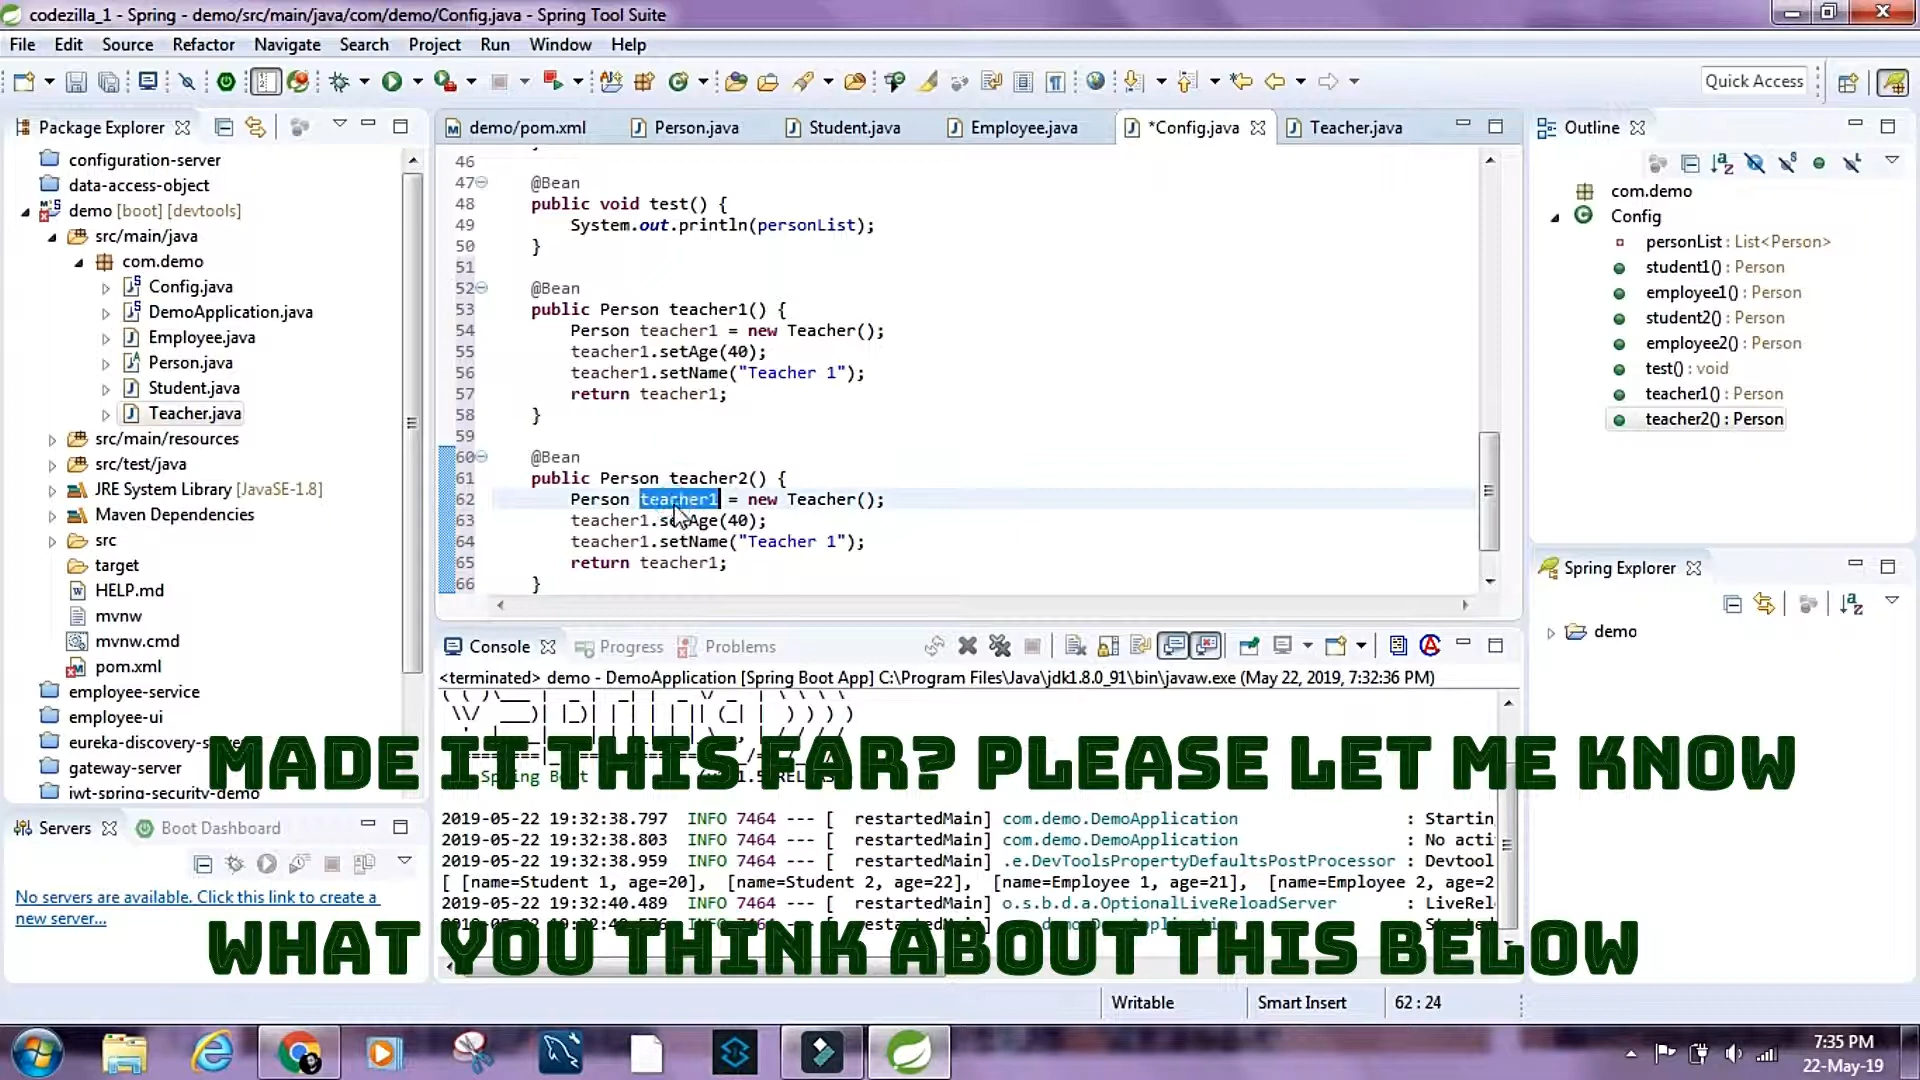 codezilla_1 - Spring - demo/src/main/java/com/demo/Config.java - Spring Tool Suite
File Edit Source Refactor Navigate Search Project Run Window Help
Quick Access
Package Explorer
configuration-server
data-access-object
demo [boot] [devtools]
src/main/java
com.demo
Config.java
DemoApplication.java
Employee.java
Person.java
Student.java
Teacher.java
src/main/resources
src/test/java
JRE System Library [JavaSE-1.8]
Maven Dependencies
src
target
HELP.md
mvnw
mvnw.cmd
pom.xml
employee-service
employee-ui
gateway-server
iwt-spring-security-demo
demo/pom.xml Person.java Student.java Employee.java *Config.java Teacher.java
46
47 @Bean
48 public void test() {
49 System.out.println(personList);
50 }
51
52 @Bean
53 public Person teacher1() {
54 Person teacher1 = new Teacher();
55 teacher1.setAge(40);
56 teacher1.setName("Teacher 1");
57 return teacher1;
58 }
59
60 @Bean
61 public Person teacher2() {
62 Person teacher1 = new Teacher();
63 teacher1.setAge(40);
64 teacher1.setName("Teacher 1");
65 return teacher1;
66 }
Outline
com.demo
Config
personList : List<Person>
student1() : Person
employee1() : Person
student2() : Person
employee2() : Person
test() : void
teacher1() : Person
teacher2() : Person
Spring Explorer
demo
Console Progress Problems
<terminated> demo - DemoApplication [Spring Boot App] C:\Program Files\Java\jdk1.8.0_91\bin\javaw.exe (May 22, 2019, 7:32:36 PM)
Spring Boot
2019-05-22 19:32:38.797 INFO 7464 --- [ restartedMain] com.demo.DemoApplication : Startin
2019-05-22 19:32:38.803 INFO 7464 --- [ restartedMain] com.demo.DemoApplication : No acti
2019-05-22 19:32:38.959 INFO 7464 --- [ restartedMain] .e.DevToolsPropertyDefaultsPostProcessor : Devtool
[ [name=Student 1, age=20], [name=Student 2, age=22], [name=Employee 1, age=21], [name=Employee 2, age=2
2019-05-22 19:32:40.489 INFO 7464 --- [ restartedMain] o.s.b.d.a.OptionalLiveReloadServer : LiveRel
Servers Boot Dashboard
No servers are available. Click this link to create a
new server...
MADE IT THIS FAR? PLEASE LET ME KNOW
WHAT YOU THINK ABOUT THIS BELOW
Writable Smart Insert 62 : 24
7:35 PM
22-May-19